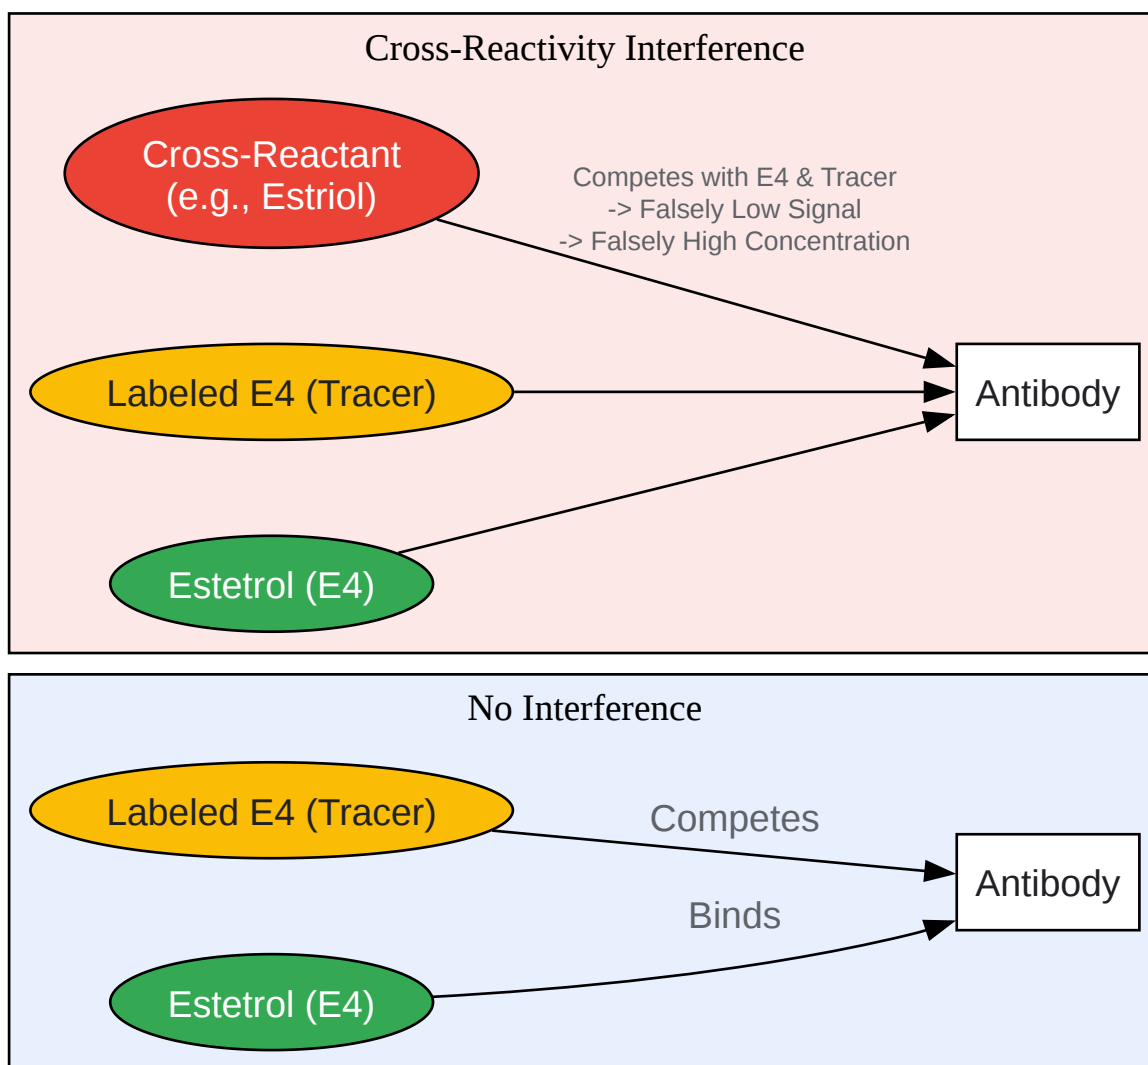 Cross-Reactivity Interference
Cross-Reactant
(e.g., Estriol)
Competes with E4 & Tracer
-> Falsely Low Signal
-> Falsely High Concentration
Labeled E4 (Tracer)
Antibody
Estetrol (E4)
No Interference
Labeled E4 (Tracer)
Competes
Antibody
Binds
Estetrol (E4)